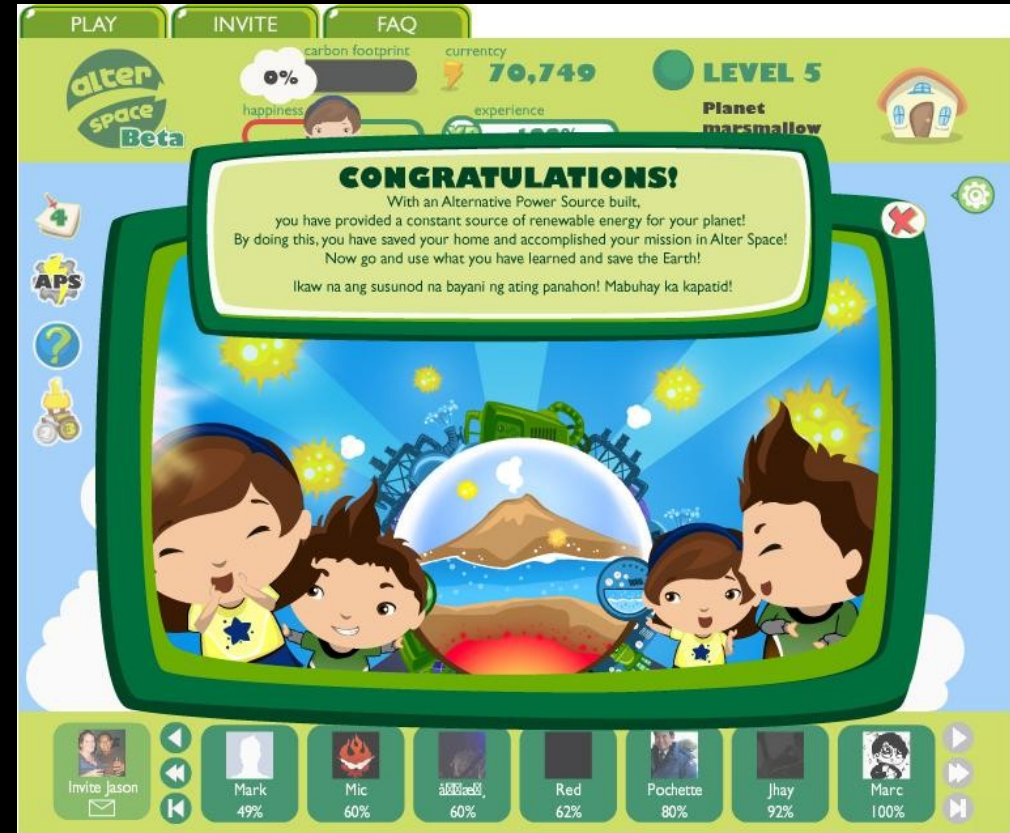 PLAY
INVITE
FAQ
alter
space
Beta
carbon footprint
0%
currentcy
70,749
LEVEL 5
happiness
experience
Planet
marsmallow
CONGRATULATIONS!
With an Alternative Power Source built,
you have provided a constant source of renewable energy for your planet!
By doing this, you have saved your home and accomplished your mission in Alter Space!
Now go and use what you have learned and save the Earth!
Ikaw na ang susunod na bayani ng ating panahon! Mabuhay ka kapatid!
4
APS
?
2 3
Invite Jason
Mark
49%
Mic
60%
60%
Red
62%
Pochette
80%
Jhay
92%
Marc
100%